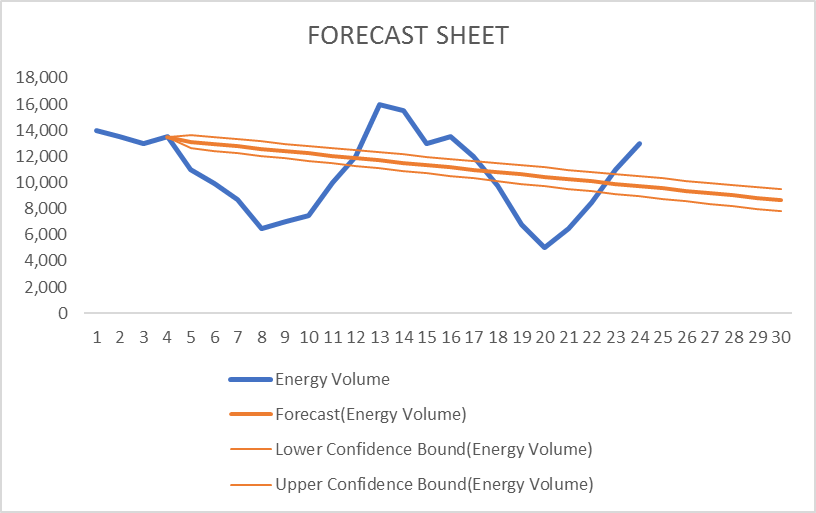 FORECAST SHEET
18,000
16,000
14,000
12,000
10,000
8,000
6,000
4,000
2,000
0
1 2 3 4 5 6 7 8 9 10 11 12 13 14 15 16 17 18 19 20 21 22 23 24 25 26 27 28 29 30
Energy Volume
Forecast(Energy Volume)
Lower Confidence Bound(Energy Volume)
Upper Confidence Bound(Energy Volume)